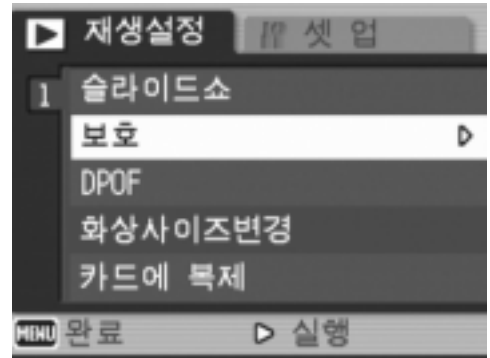 재생설정 셋업
1 슬라이드쇼
보호
DPOF
화상사이즈변경
카드에 복제
MENU 완료 실행